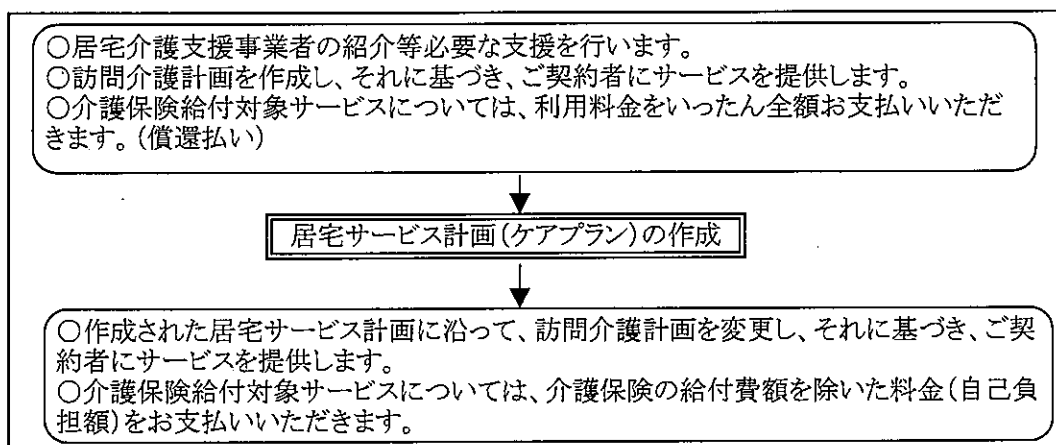 ○居宅介護支援事業者の紹介等必要な支援を行います。
○訪問介護計画を作成し、それに基づき、ご契約者にサービスを提供します。
○介護保険給付対象サービスについては、利用料金をいったん全額お支払いいただ
きます。(償還払い)
居宅サービス計画(ケアプラン)の作成
○作成された居宅サービス計画に沿って、訪問介護計画を変更し、それに基づき、ご契
約者にサービスを提供します。
○介護保険給付対象サービスについては、介護保険の給付費額を除いた料金(自己負
担額)をお支払いいただきます。